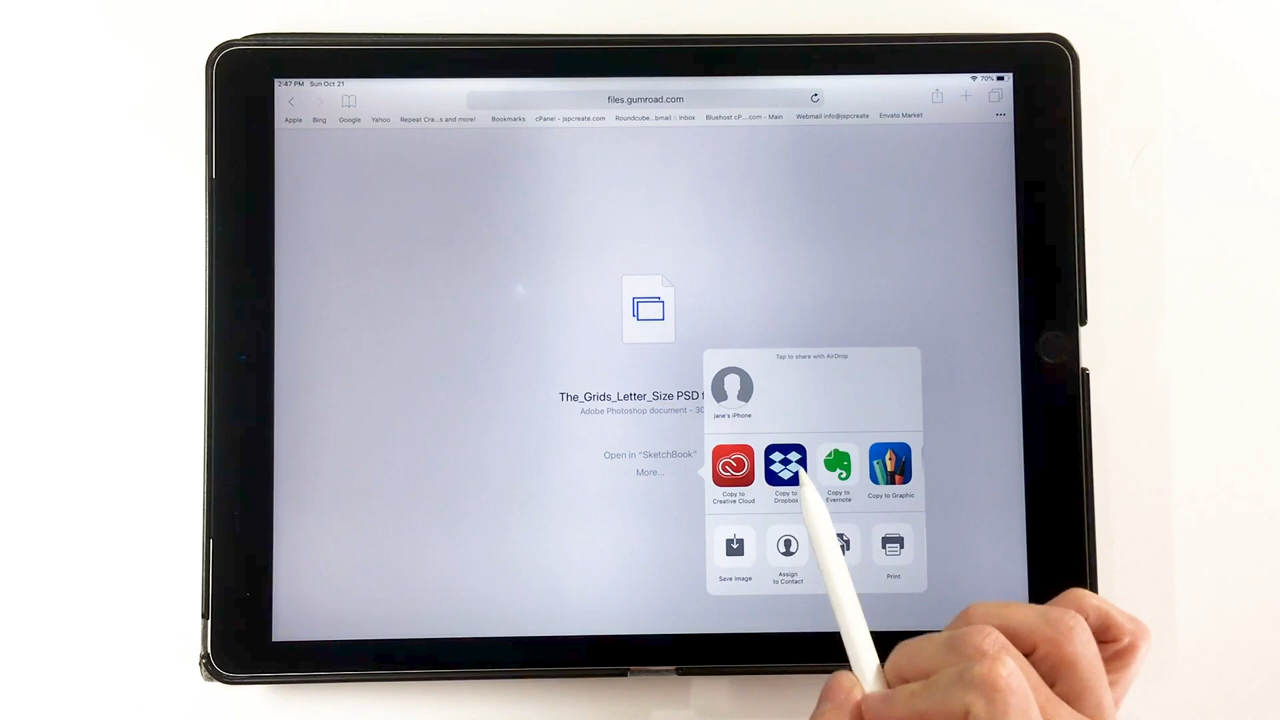 2:47 PM Sun Oct 21
70%
files.gumroad.com
Apple Bing Google Yahoo Repeat Cra...s and more! Bookmarks cPanel - jspcreate.com Roundcube...bmail :: Inbox Bluehost cP....com - Main Webmail info@jspcreate Envato Market
The_Grids_Letter_Size PSD
Adobe Photoshop document - 30
Open in “SketchBook”
More...
Tap to share with AirDrop
jane's iPhone
Copy to
Creative Cloud
Copy to
Dropbox
Copy to
Evernote
Copy to Graphic
Save Image
Assign
to Contact
Print